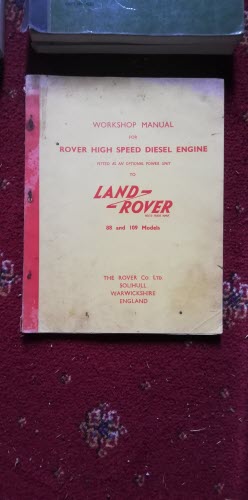 WORKSHOP MANUAL
FOR
ROVER HIGH SPEED DIESEL ENGINE
FITTED AS AN OPTIONAL POWER UNIT
TO
LAND-
ROVER
88 and 109 Models
THE ROVER Co. Ltd.
SOLIHULL
WARWICKSHIRE
ENGLAND